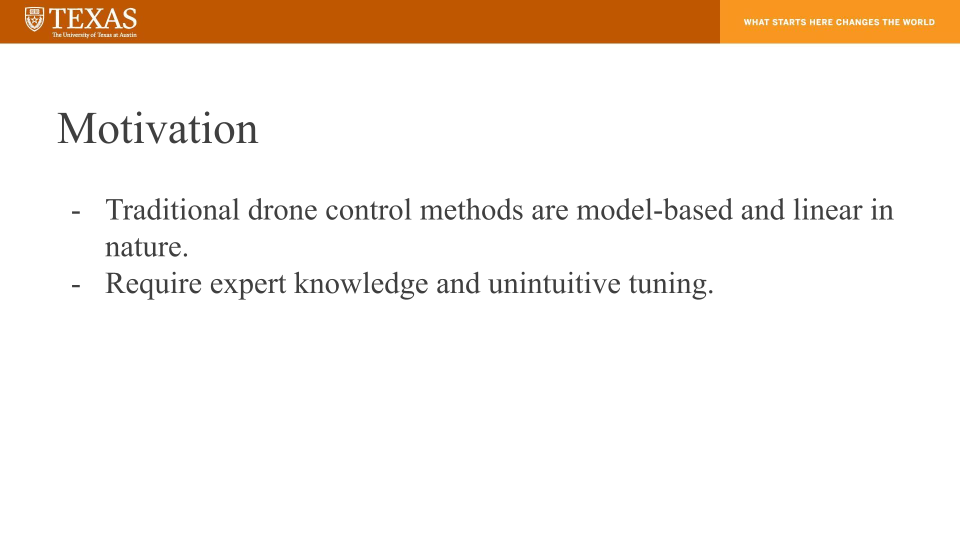 TEXAS
The University of Texas at Austin
WHAT STARTS HERE CHANGES THE WORLD
Motivation
- Traditional drone control methods are model-based and linear in
nature.
- Require expert knowledge and unintuitive tuning.